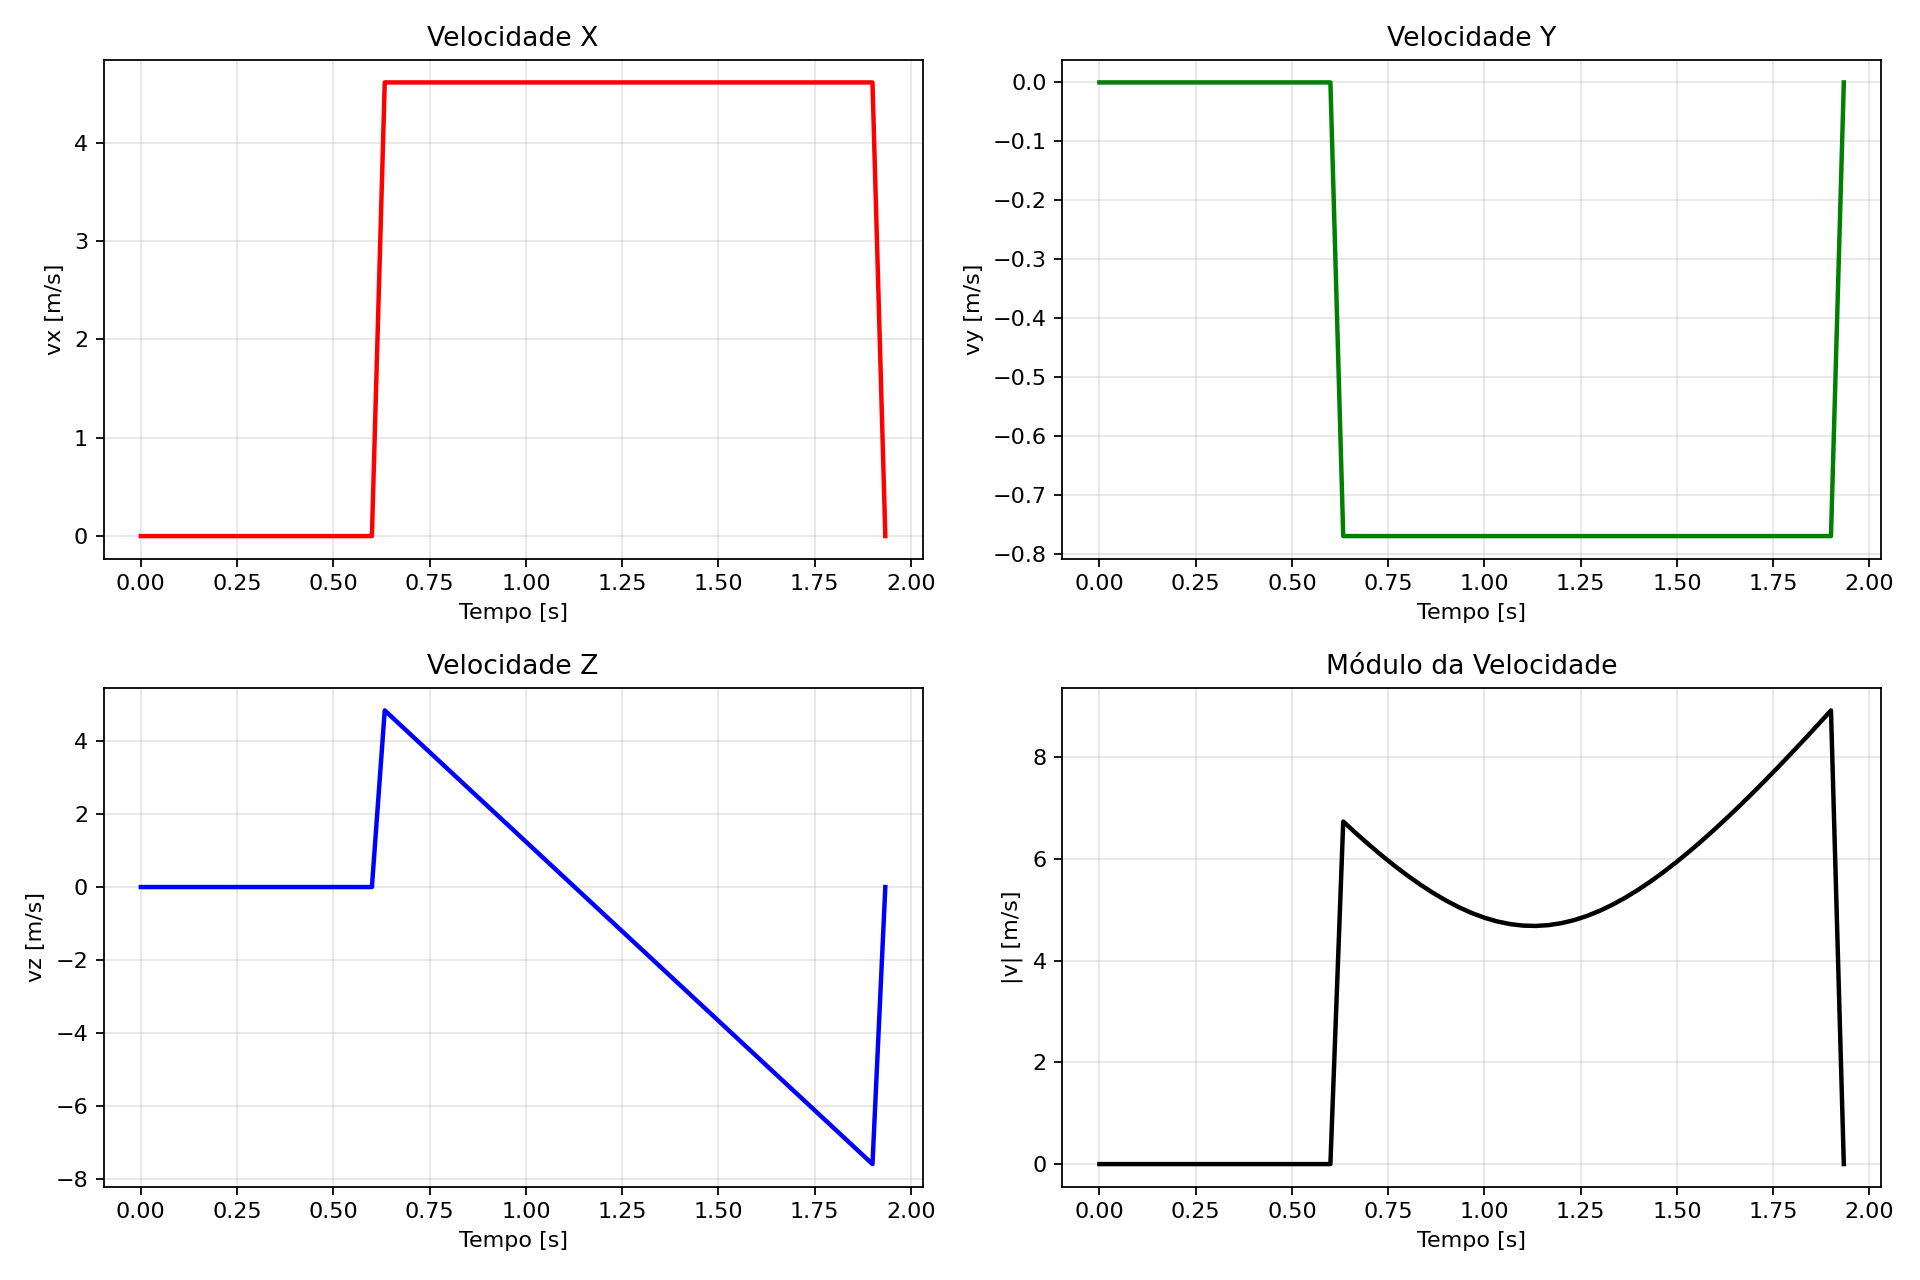 Velocidade X
4
3
2
1
0
vx [m/s]
0.00 0.25 0.50 0.75 1.00 1.25 1.50 1.75 2.00
Tempo [s]
Velocidade Y
0.0
−0.1
−0.2
−0.3
−0.4
−0.5
−0.6
−0.7
−0.8
vy [m/s]
0.00 0.25 0.50 0.75 1.00 1.25 1.50 1.75 2.00
Tempo [s]
Velocidade Z
4
2
0
−2
−4
−6
−8
vz [m/s]
0.00 0.25 0.50 0.75 1.00 1.25 1.50 1.75 2.00
Tempo [s]
Módulo da Velocidade
8
6
4
2
0
|v| [m/s]
0.00 0.25 0.50 0.75 1.00 1.25 1.50 1.75 2.00
Tempo [s]